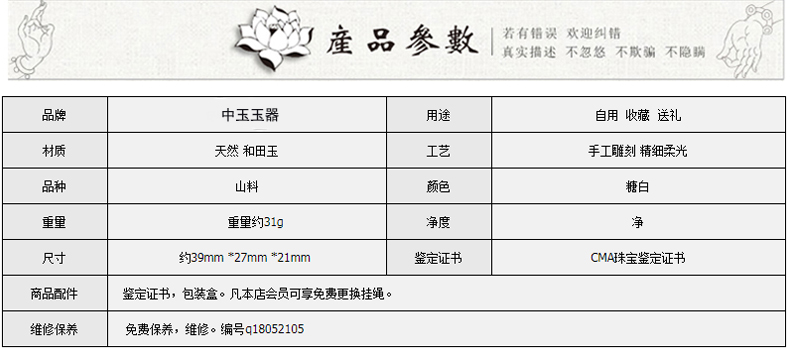 産品參數
若有错误 欢迎纠错
真实描述 不忽悠 不欺骗 不隐瞒
品牌 中玉玉器 用途 自用 收藏 送礼
材质 天然 和田玉 工艺 手工雕刻 精细柔光
品种 山料 颜色 糖白
重量 重量约31g 净度 净
尺寸 约39mm *27mm *21mm 鉴定证书 CMA珠宝鉴定证书
商品配件 鉴定证书，包装盒。凡本店会员可享免费更换挂绳。
维修保养 免费保养，维修。编号q18052105